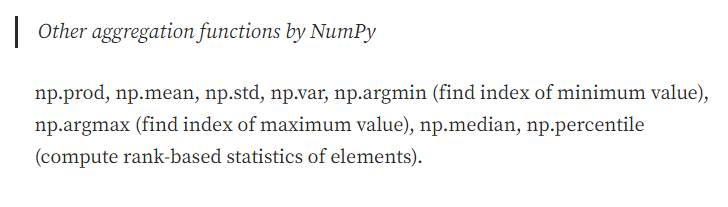 Other aggregation functions by NumPy
np.prod, np.mean, np.std, np.var, np.argmin (find index of minimum value),
np.argmax (find index of maximum value), np.median, np.percentile
(compute rank-based statistics of elements).